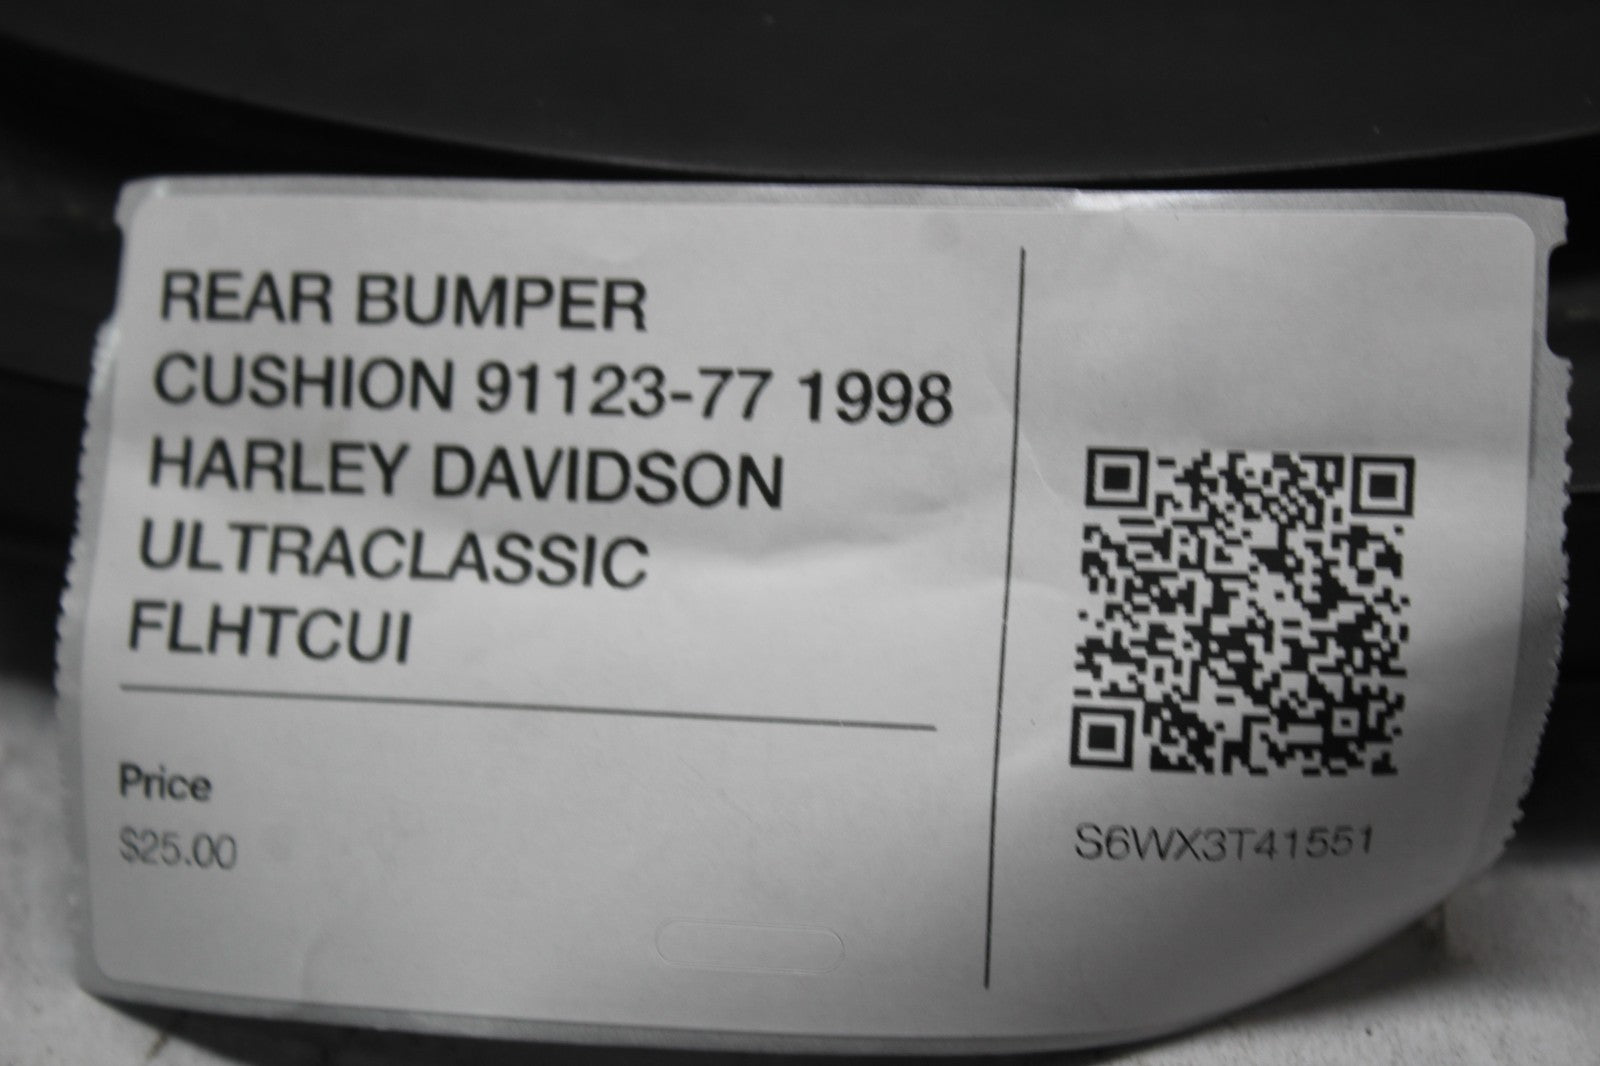 REAR BUMPER
CUSHION 91123-77 1998
HARLEY DAVIDSON
ULTRACLASSIC
FLHTCUI
Price
$25.00
S6WX3T41551